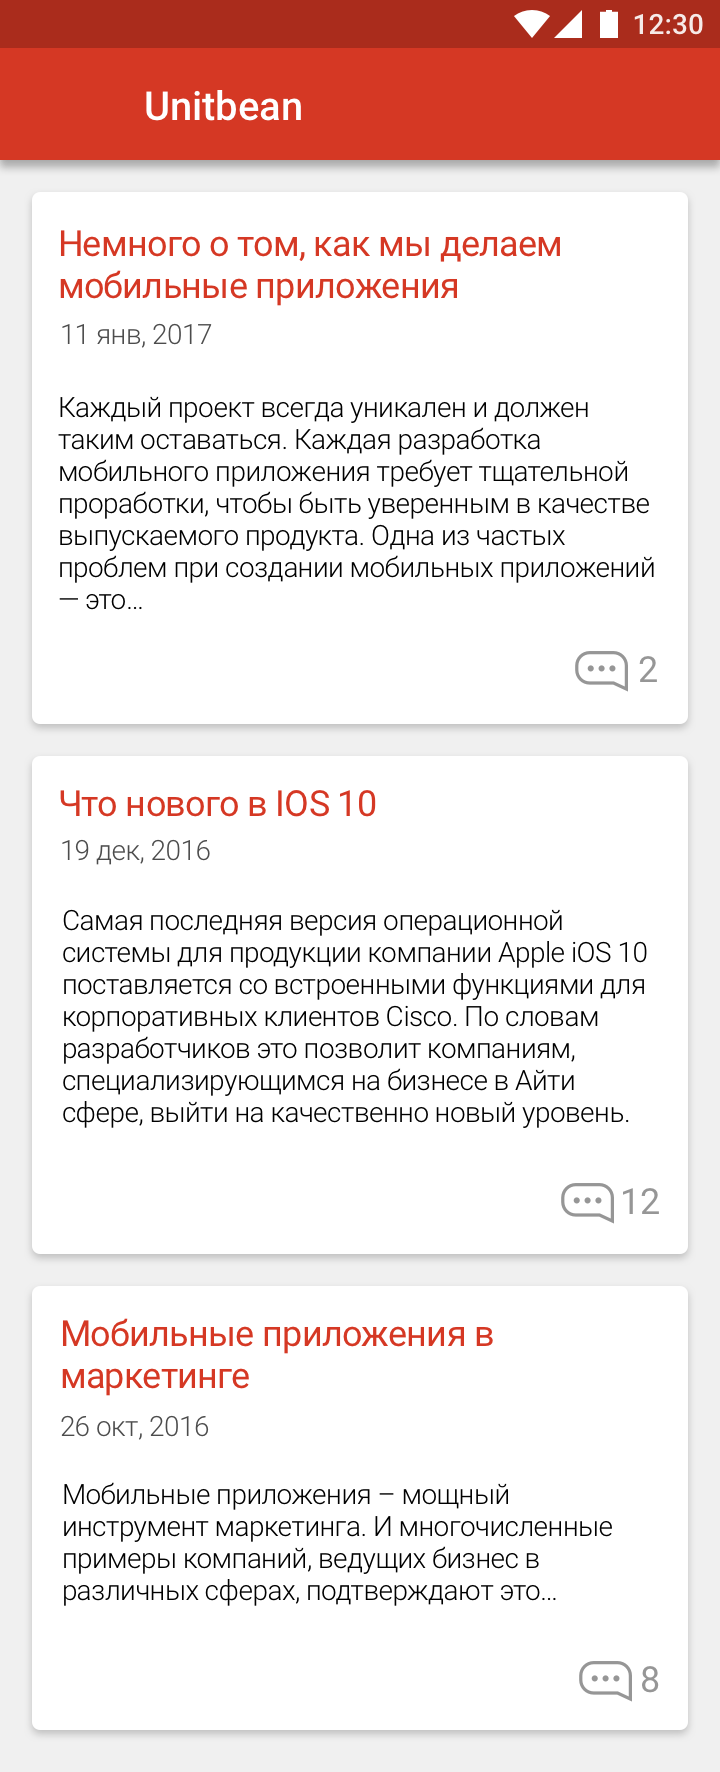 12:30
Unitbean
Немного о том, как мы делаем
мобильные приложения
11 янв, 2017
Каждый проект всегда уникален и должен
таким оставаться. Каждая разработка
мобильного приложения требует тщательной
проработки, чтобы быть уверенным в качестве
выпускаемого продукта. Одна из частых
проблем при создании мобильных приложений
— это...
2
Что нового в IOS 10
19 дек, 2016
Самая последняя версия операционной
системы для продукции компании Apple iOS 10
поставляется со встроенными функциями для
корпоративных клиентов Cisco. По словам
разработчиков это позволит компаниям,
специализирующимся на бизнесе в Айти
сфере, выйти на качественно новый уровень.
12
Мобильные приложения в
маркетинге
26 окт, 2016
Мобильные приложения – мощный
инструмент маркетинга. И многочисленные
примеры компаний, ведущих бизнес в
различных сферах, подтверждают это...
8